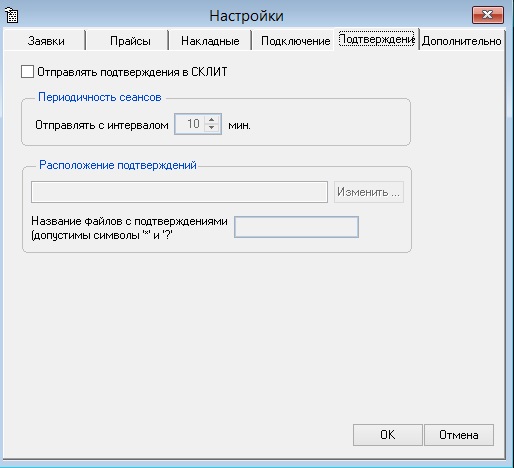 Настройки
Заявки Прайсы Накладные Подключение Подтверждени Дополнительно
Отправлять подтверждения в СКЛИТ
Периодичность сеансов
Отправлять с интервалом 10 мин.
Расположение подтверждений
Изменить ...
Название файлов с подтверждениями
(допустимы символы '*' и '?'
OK Отмена